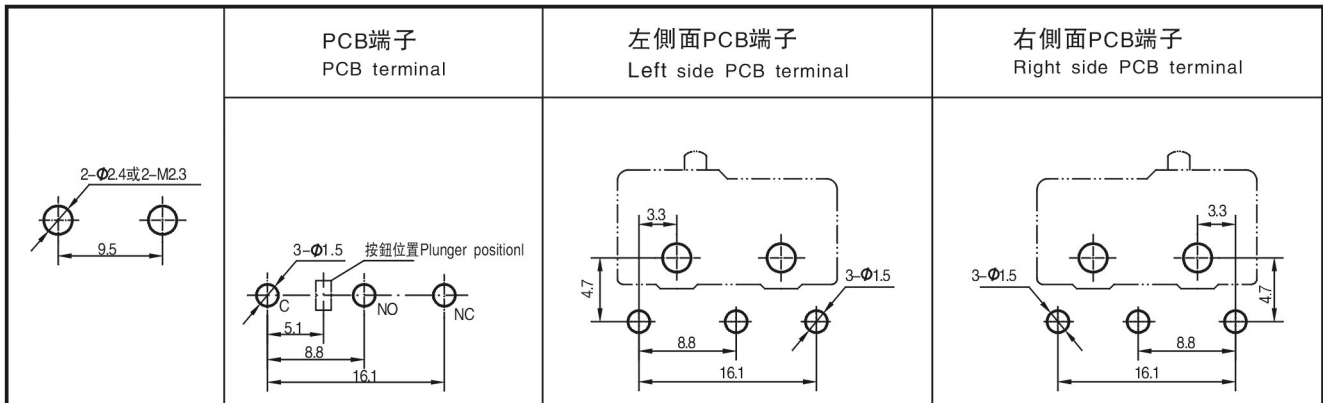 PCB端子
PCB terminal
左側面PCB端子
Left side PCB terminal
右側面PCB端子
Right side PCB terminal
2-Φ2.4或2-M2.3
9.5
3-Φ1.5
按鈕位置Plunger positionl
C
NO
NC
5.1
8.8
16.1
3.3
4.7
3-Φ1.5
8.8
16.1
3.3
3-Φ1.5
4.7
8.8
16.1